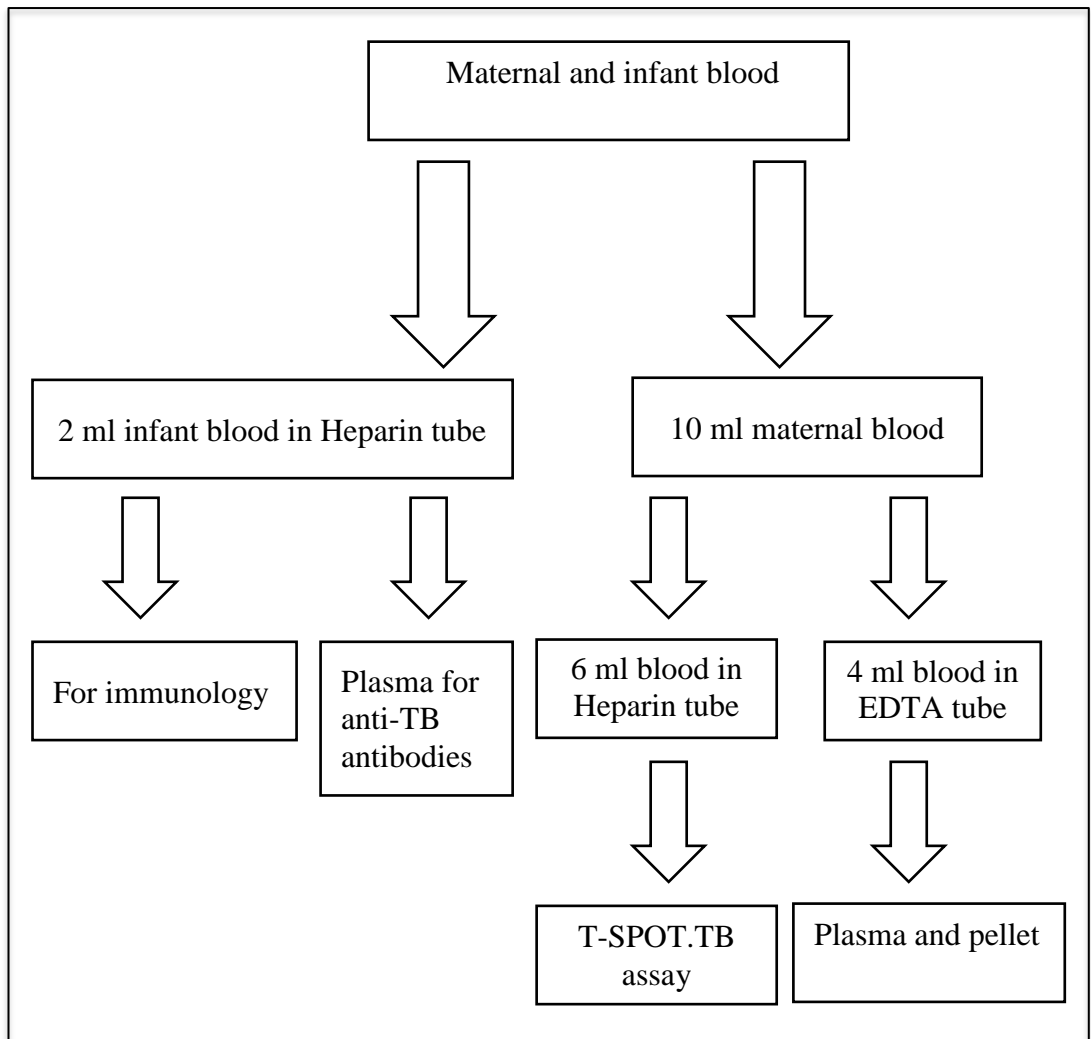 Maternal and infant blood
2 ml infant blood in Heparin tube
10 ml maternal blood
For immunology
Plasma for
anti-TB
antibodies
6 ml blood in
Heparin tube
4 ml blood in
EDTA tube
T-SPOT.TB
assay
Plasma and pellet